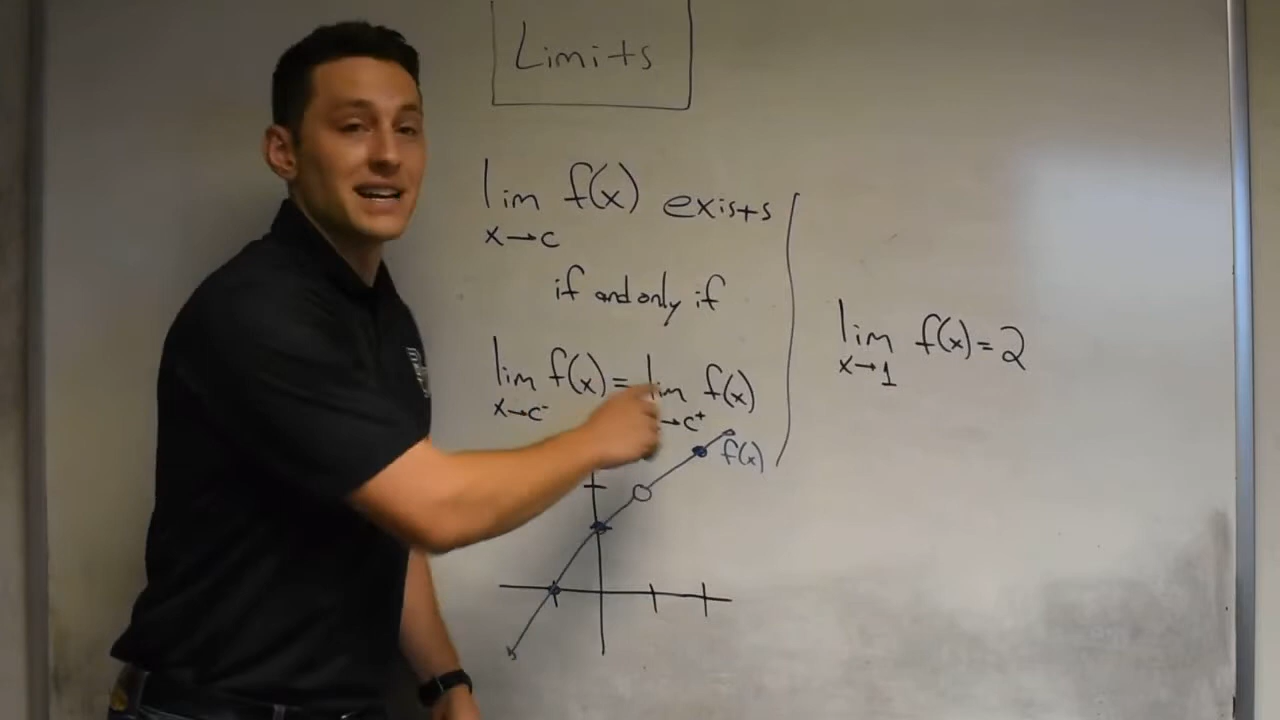 Limits
lim f(x) exists
x→c
if and only if
lim f(x) = lim f(x)
x→c⁻ →c⁺
f(x)
lim f(x) = 2
x→1